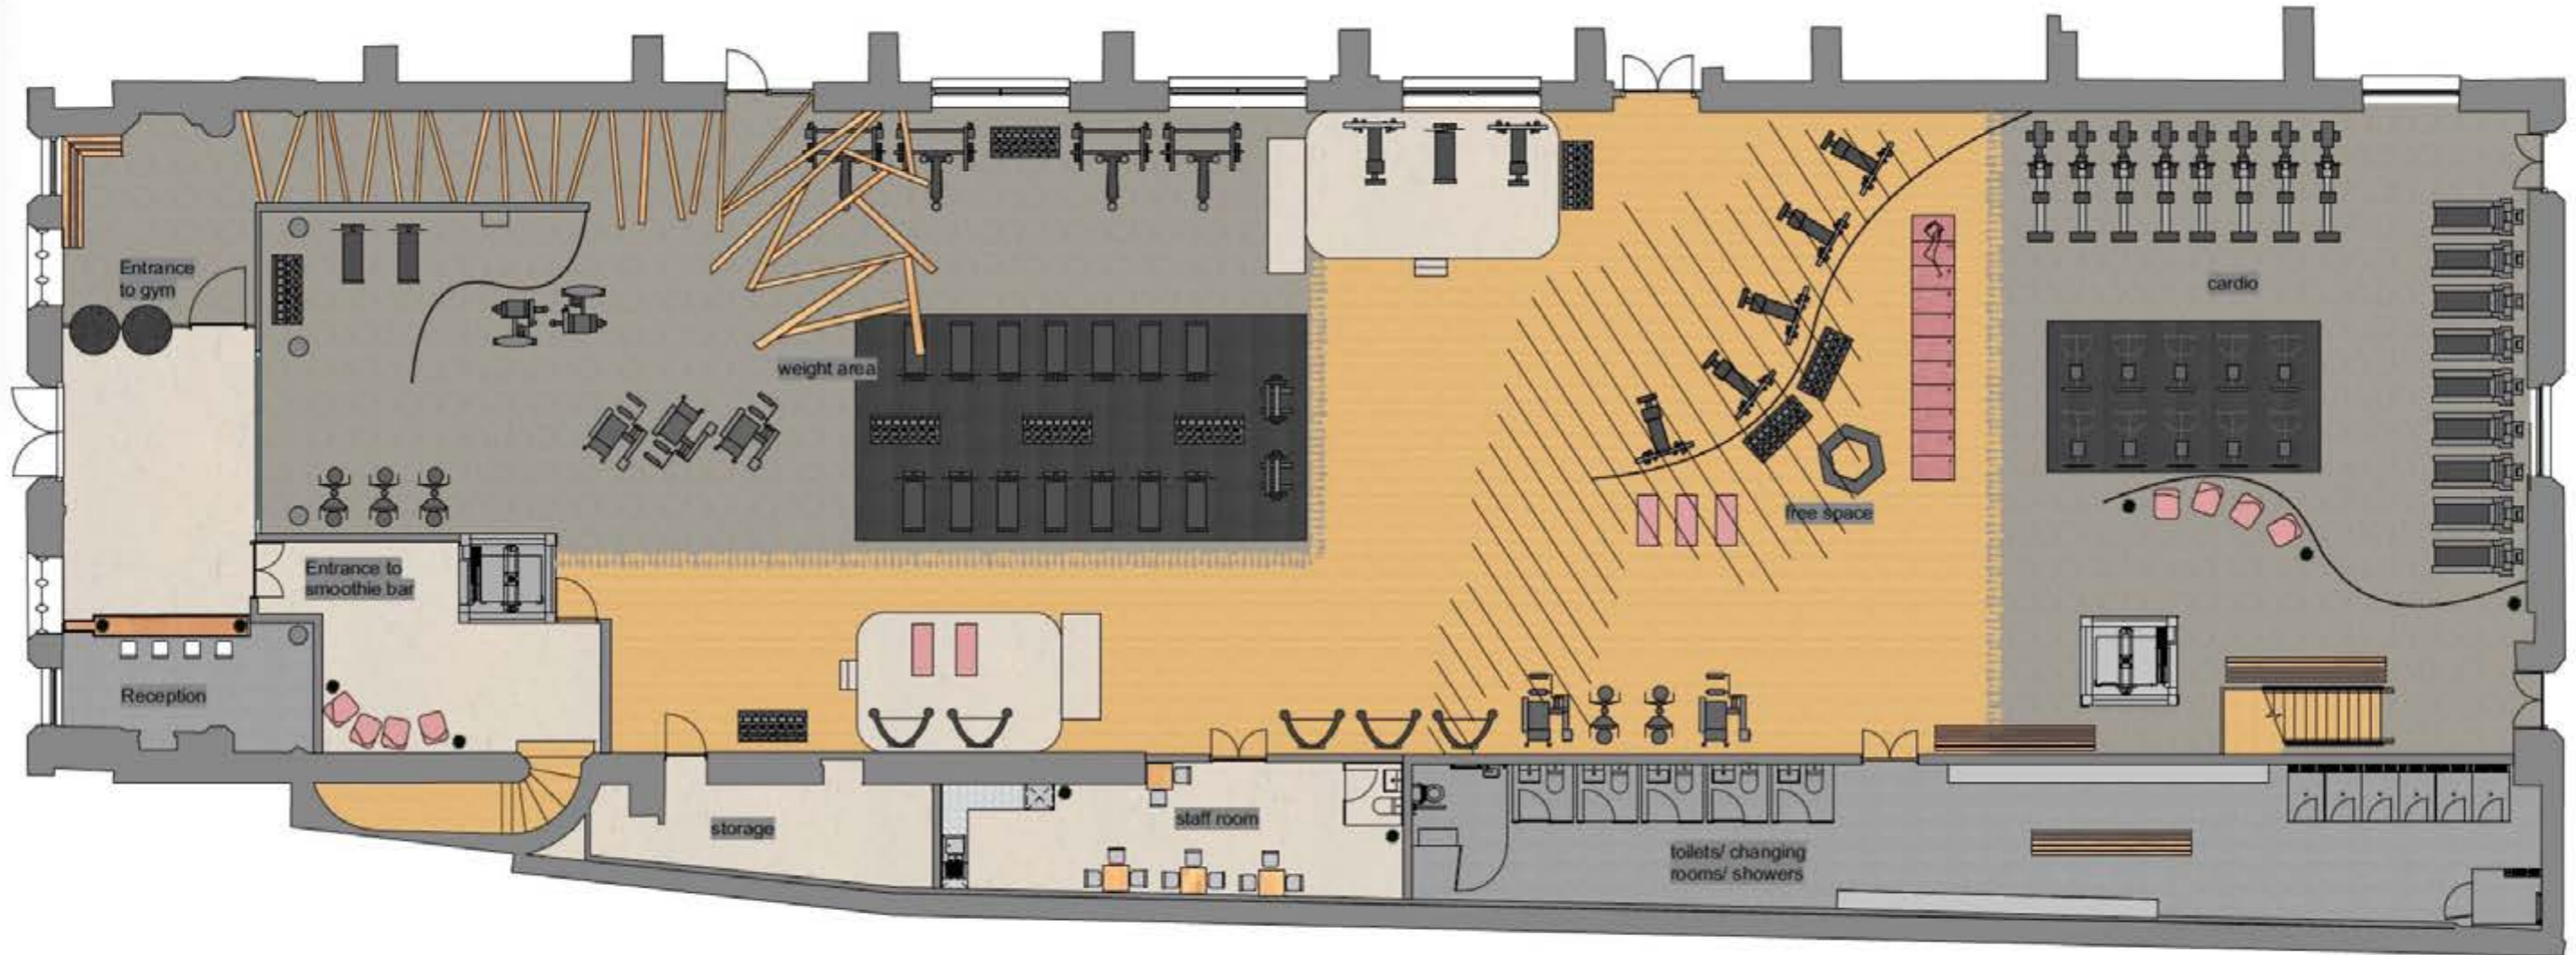 Entrance
to gym
cardio
weight area
free space
Entrance to
smoothie bar
Reception
storage
staff room
toilets/ changing
rooms/ showers